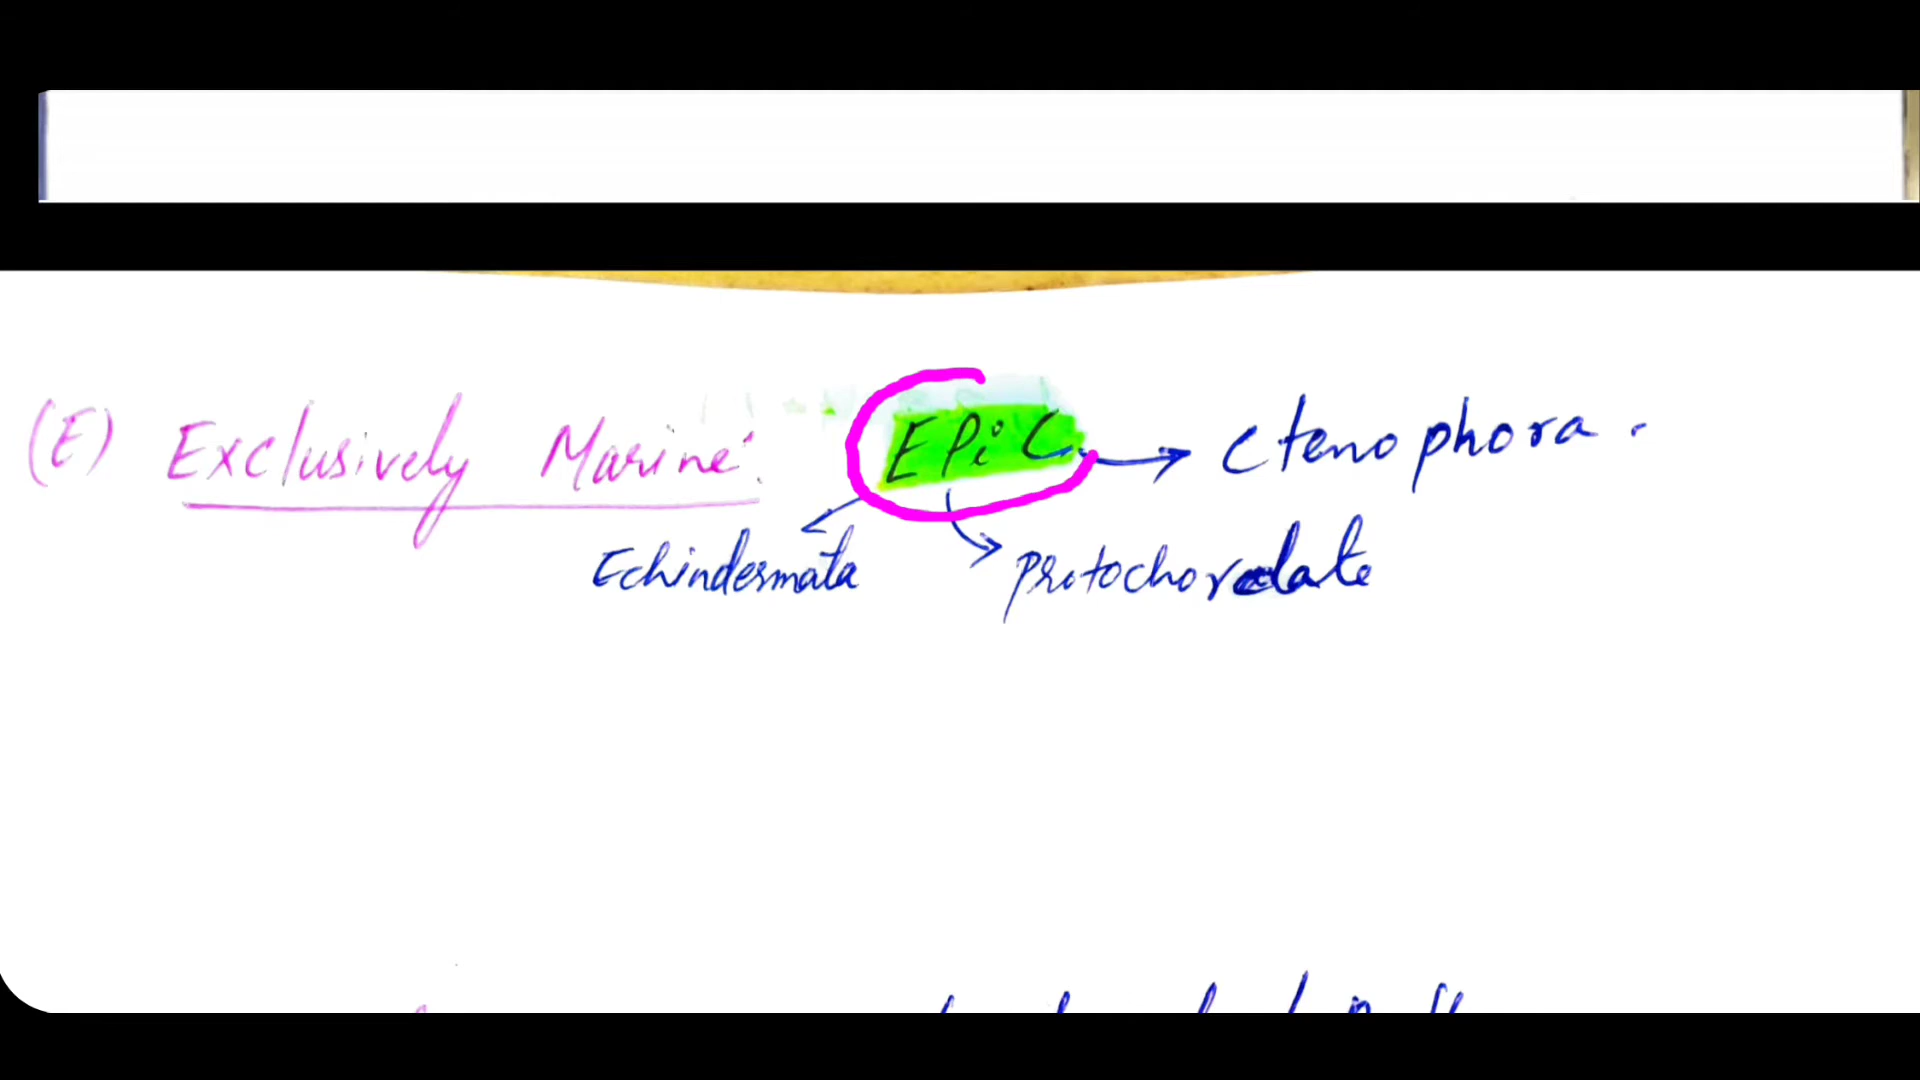 (E) Exclusively Marine: EPiC → Ctenophora.
Echindermata protochordate